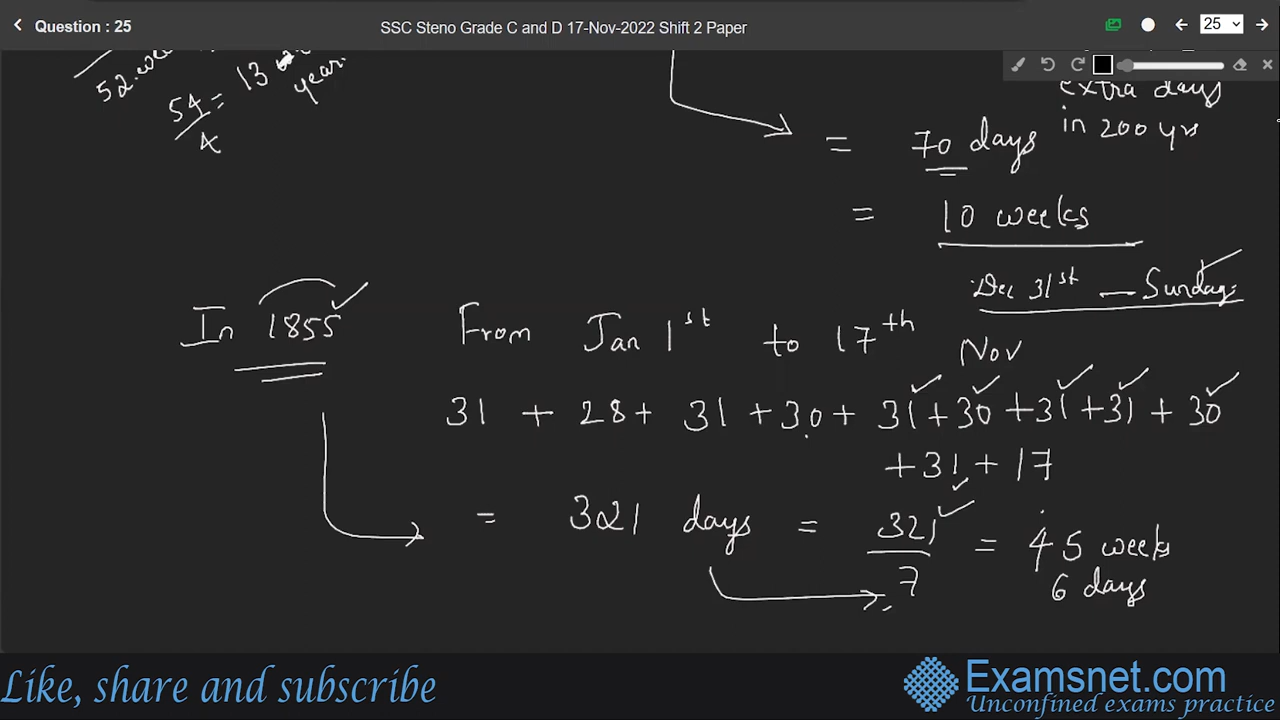 Question : 25
SSC Steno Grade C and D 17-Nov-2022 Shift 2 Paper
25
54 = 13
4
year
extra days
in 200 yrs
= 70 days
= 10 weeks
Dec 31st — Sunday
In 1855 From Jan 1st to 17th
Nov
31 + 28 + 31 + 30 + 31 + 30 + 31 + 31 + 30
+ 31 + 17
= 321 days = 321 = 45 weeks
7 6 days
Like, share and subscribe
Examsnet.com
Unconfined exams practice